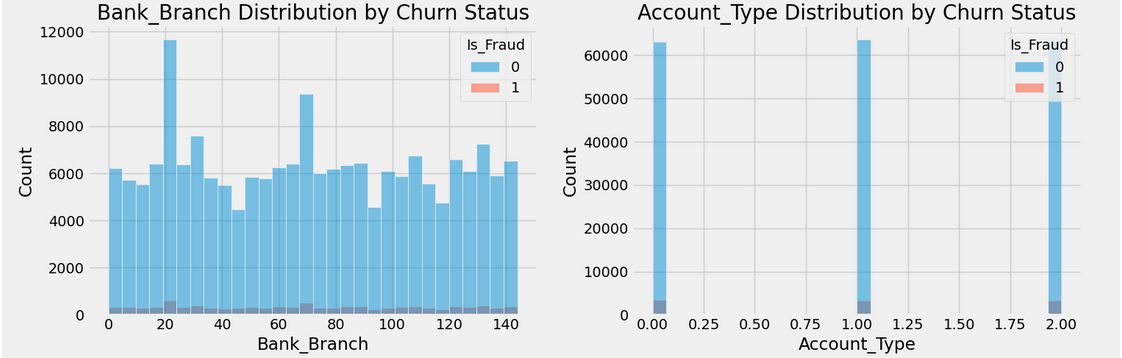 Bank_Branch Distribution by Churn Status
Account_Type Distribution by Churn Status
12000
10000
8000
6000
4000
2000
0
Count
Is_Fraud
0
1
0 20 40 60 80 100 120 140
Bank_Branch
60000
50000
40000
30000
20000
10000
0
Count
Is_Fraud
0
1
0.00 0.25 0.50 0.75 1.00 1.25 1.50 1.75 2.00
Account_Type